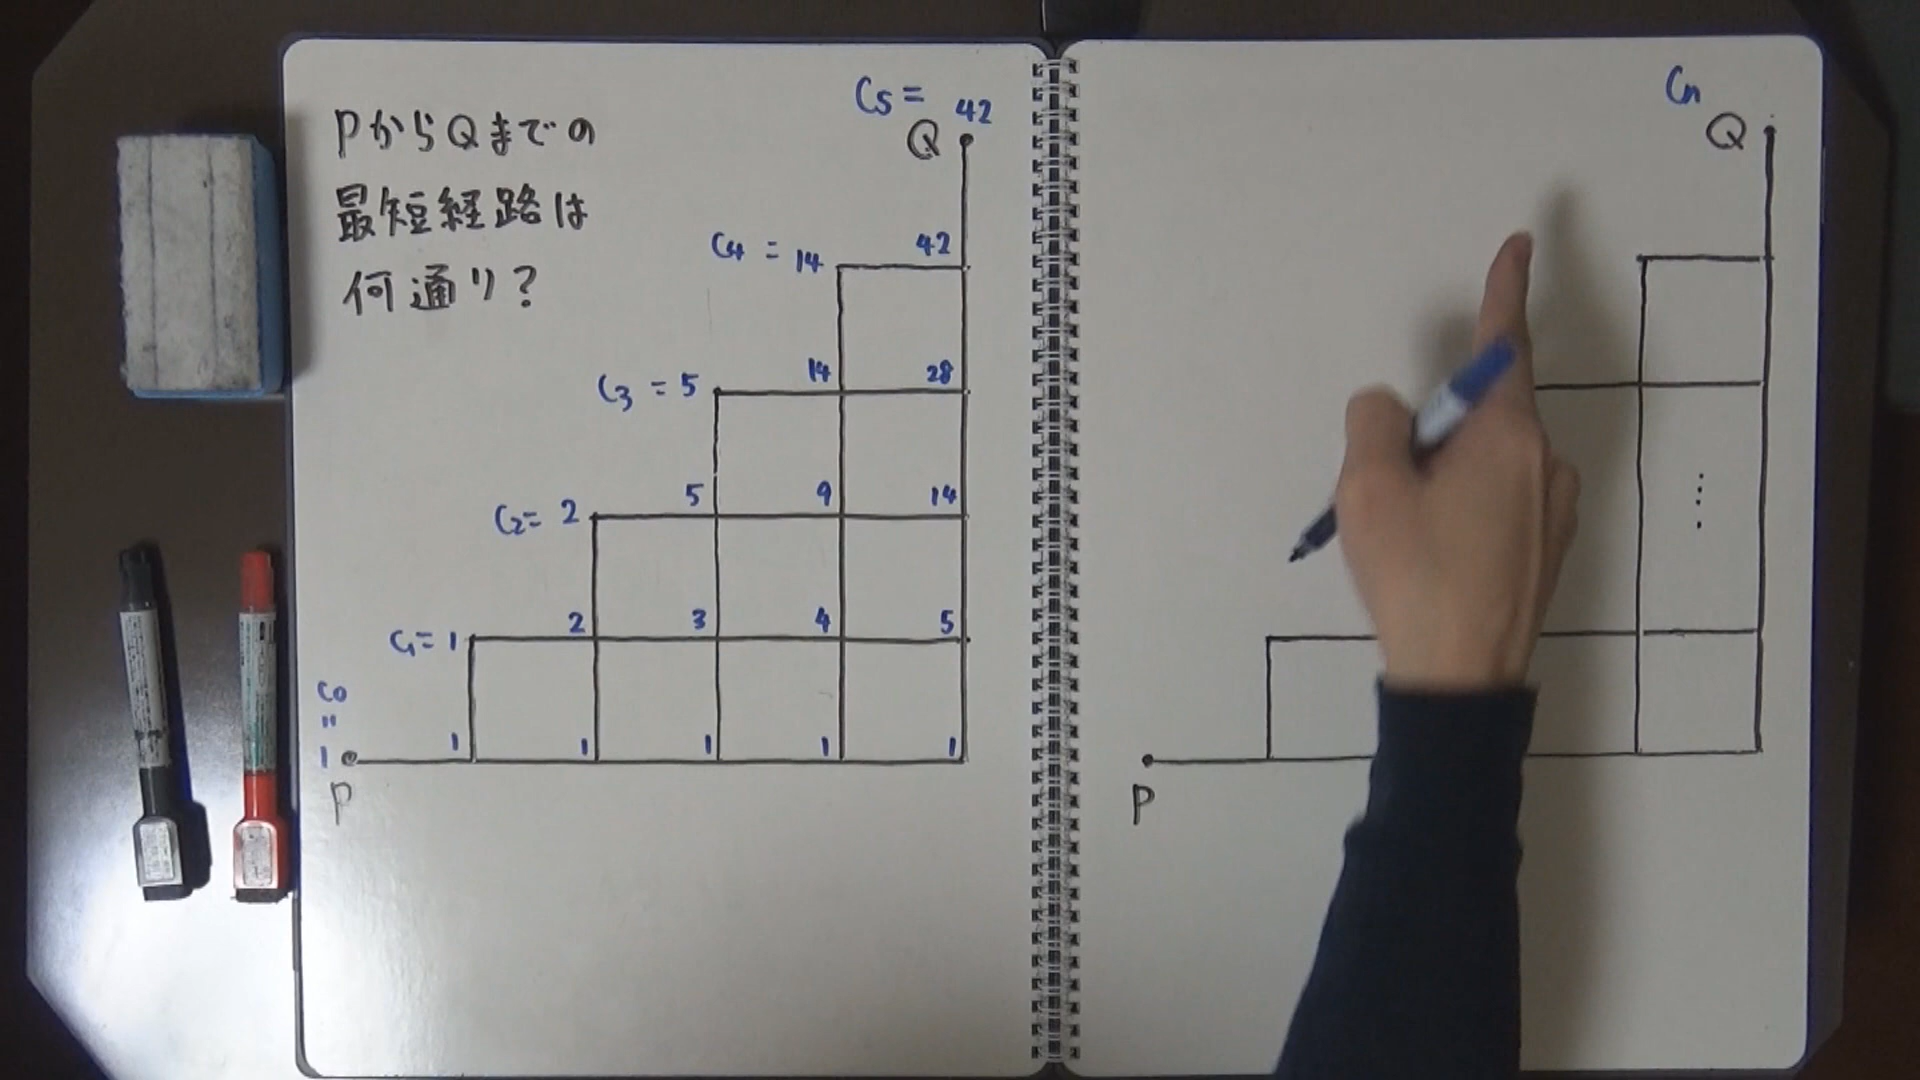 PからQまでの
最短経路は
何通り?
C5 = 42
Q
C4 = 14 42
C3 = 5 14 28
C2 = 2 5 9 14
C1 = 1 2 3 4 5
C0
=
1 1 1 1 1 1
P
Cn
Q
⋮
P